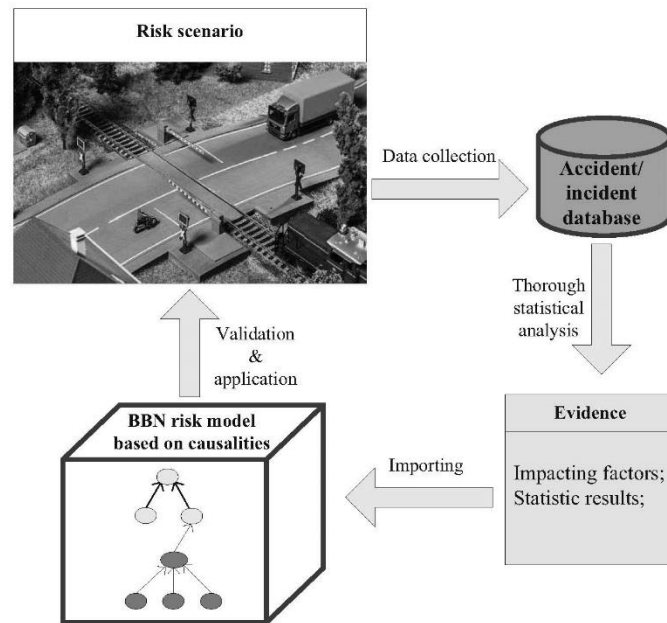 Risk scenario
Data collection
Accident/
incident
database
Thorough
statistical
analysis
Evidence
Impacting factors;
Statistic results;
Importing
BBN risk model
based on causalities
Validation
&
application